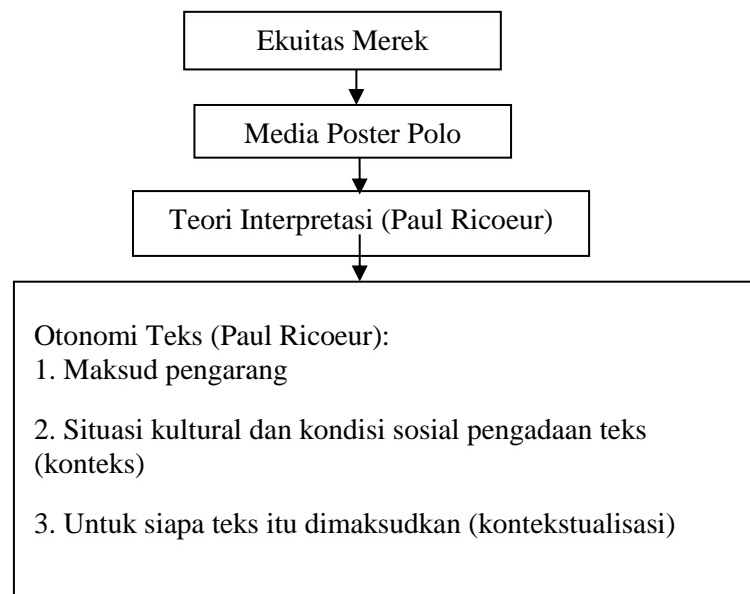 Ekuitas Merek
Media Poster Polo
Teori Interpretasi (Paul Ricoeur)
Otonomi Teks (Paul Ricoeur):
1. Maksud pengarang
2. Situasi kultural dan kondisi sosial pengadaan teks
(konteks)
3. Untuk siapa teks itu dimaksudkan (kontekstualisasi)